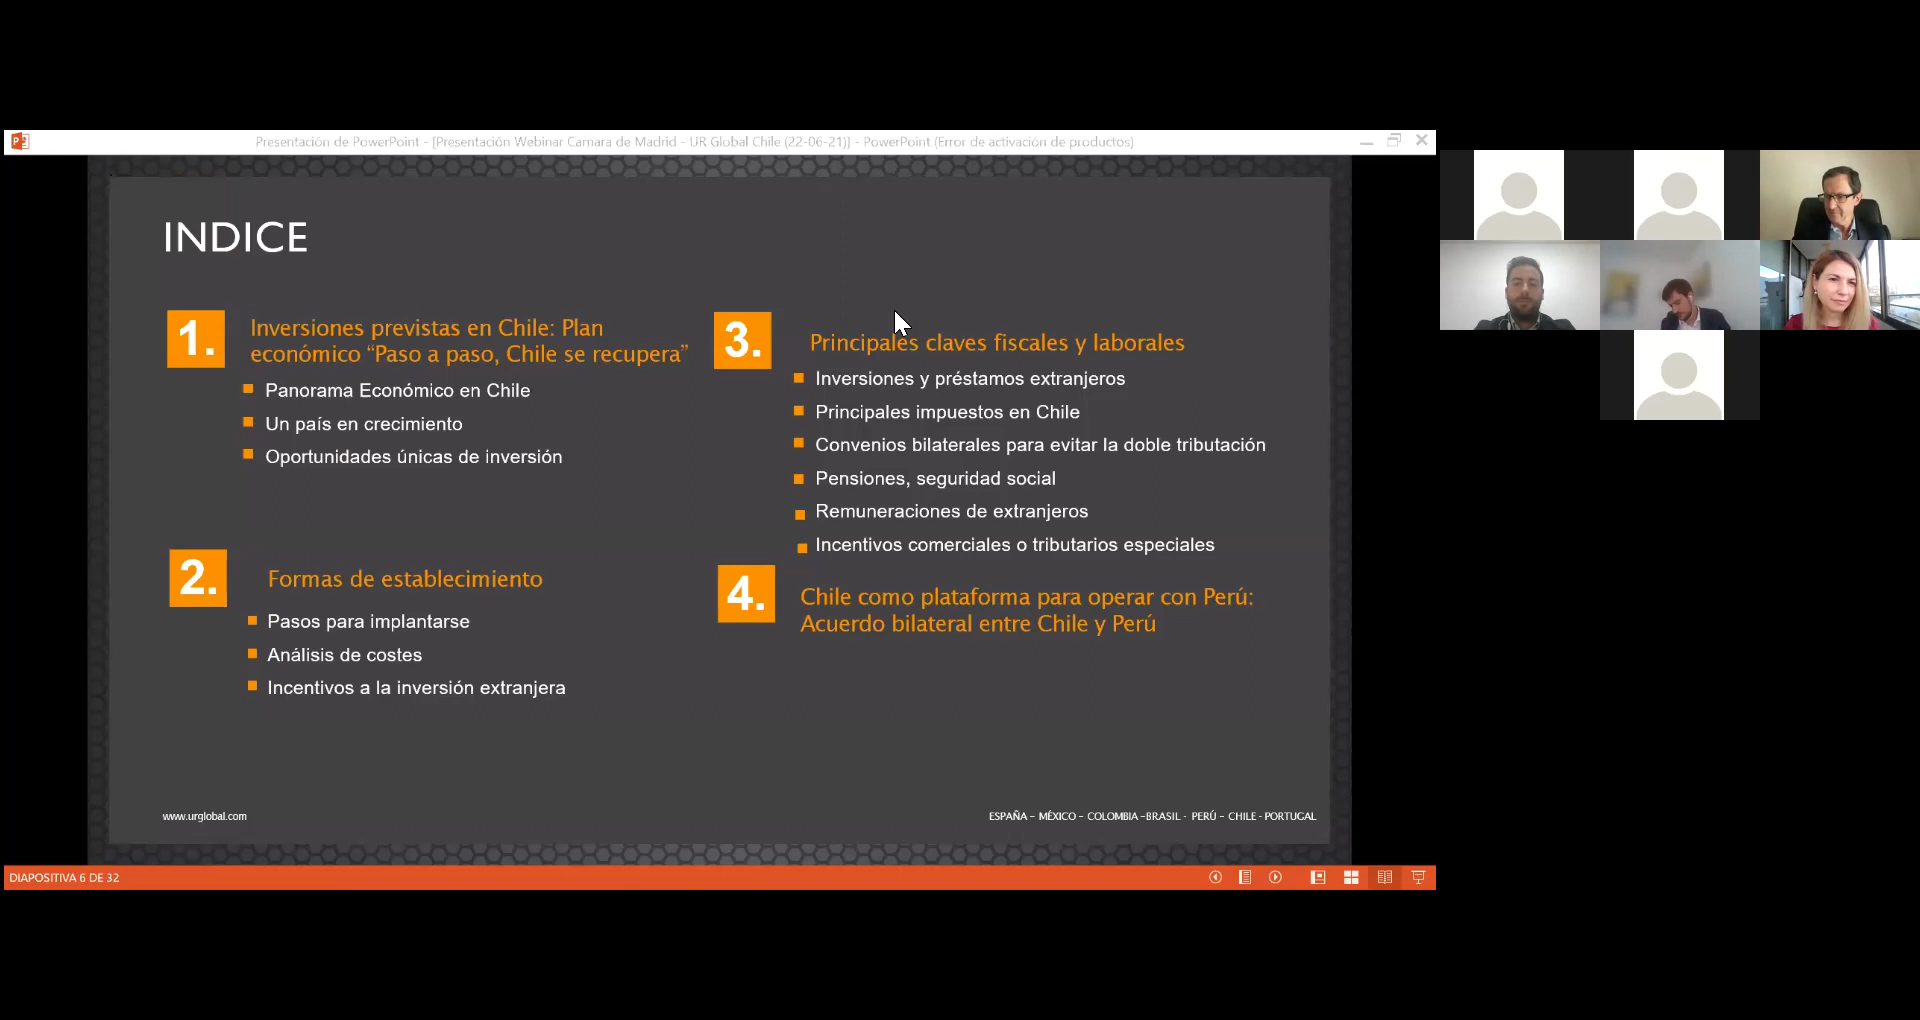 Presentación de PowerPoint - [Presentación Webinar Camara de Madrid - UR Global Chile (22-06-21)] - PowerPoint (Error de activación de productos)
INDICE
1.
Inversiones previstas en Chile: Plan
económico “Paso a paso, Chile se recupera”
Panorama Económico en Chile
Un país en crecimiento
Oportunidades únicas de inversión
2.
Formas de establecimiento
Pasos para implantarse
Análisis de costes
Incentivos a la inversión extranjera
3.
Principales claves fiscales y laborales
Inversiones y préstamos extranjeros
Principales impuestos en Chile
Convenios bilaterales para evitar la doble tributación
Pensiones, seguridad social
Remuneraciones de extranjeros
Incentivos comerciales o tributarios especiales
4.
Chile como plataforma para operar con Perú:
Acuerdo bilateral entre Chile y Perú
www.urglobal.com
ESPAÑA – MÉXICO – COLOMBIA –BRASIL - PERÚ – CHILE - PORTUGAL
DIAPOSITIVA 6 DE 32